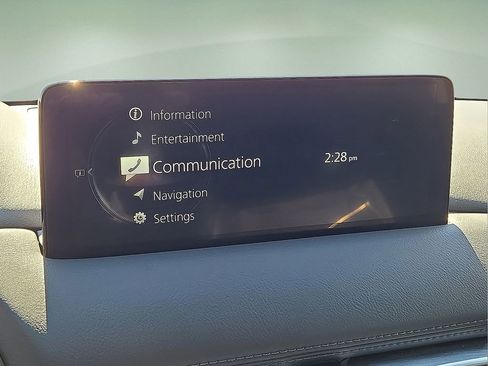 Information
Entertainment
Communication
2:28 pm
Navigation
Settings